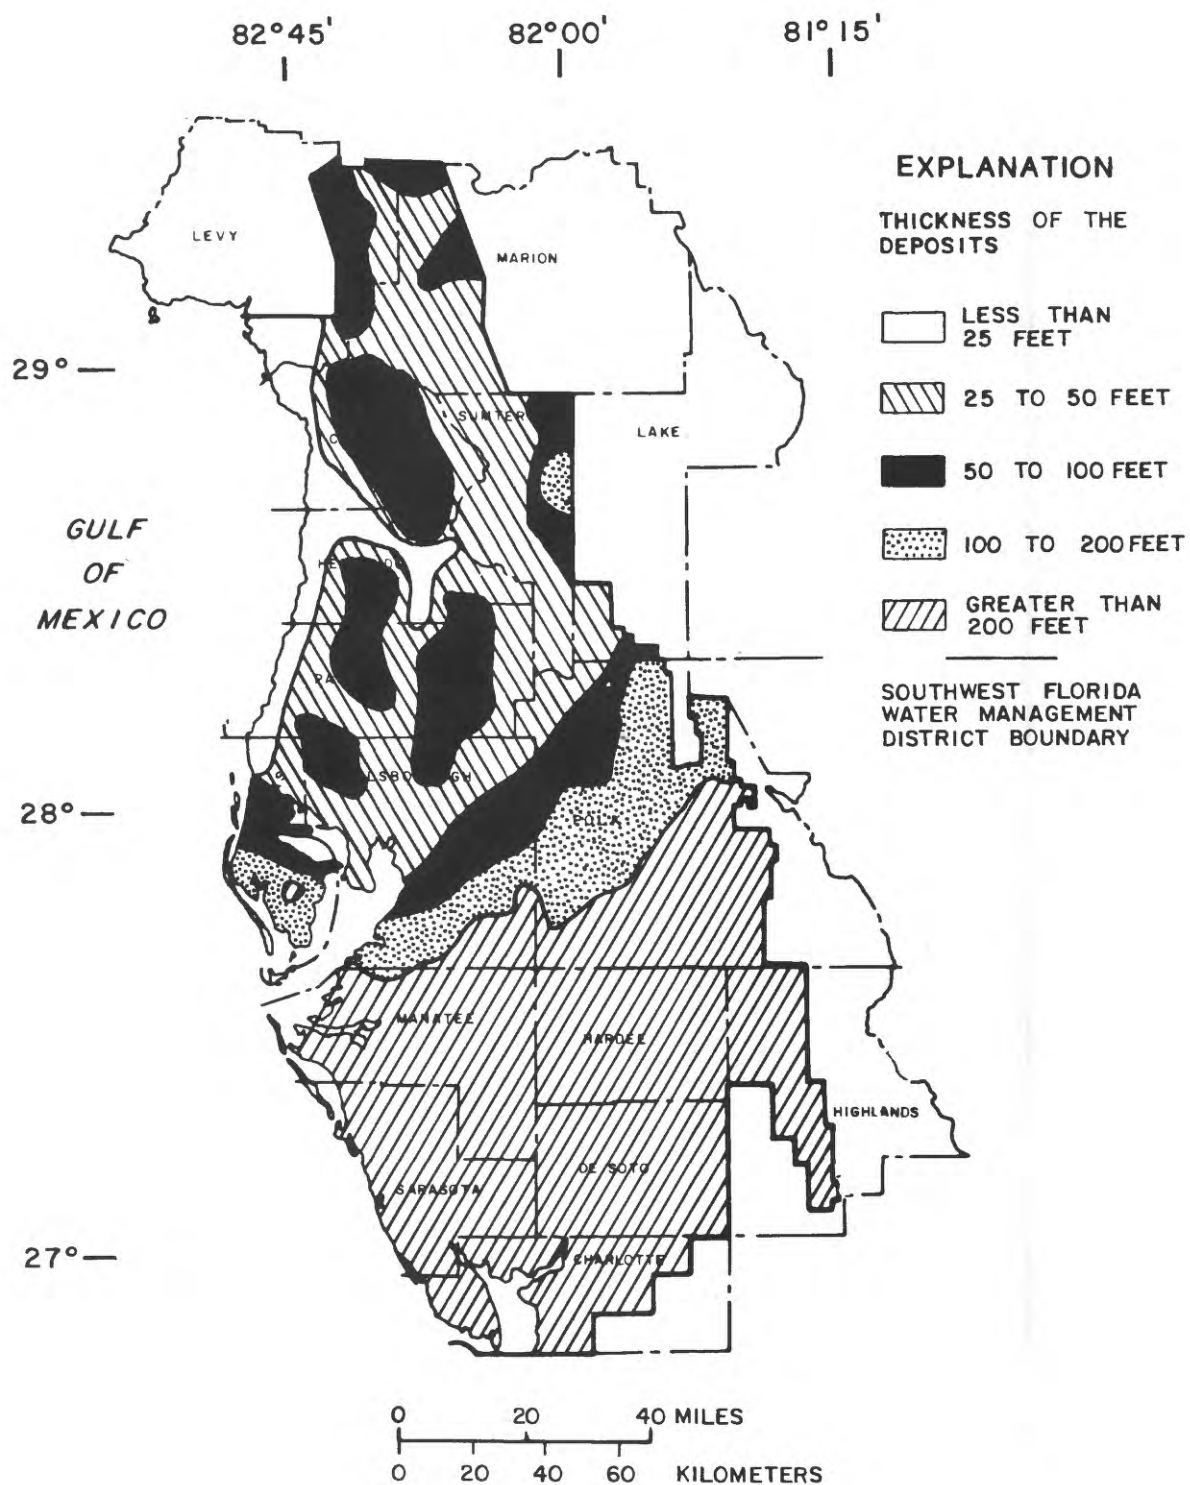 82°45'
82°00'
81°15'
EXPLANATION
THICKNESS OF THE
DEPOSITS
LESS THAN
25 FEET
25 TO 50 FEET
50 TO 100 FEET
100 TO 200 FEET
GREATER THAN
200 FEET
SOUTHWEST FLORIDA
WATER MANAGEMENT
DISTRICT BOUNDARY
LEVY
MARION
29°
SUMTER
LAKE
GULF
OF
MEXICO
28°
POLK
MANATEE
HARDEE
HIGHLANDS
DE SOTO
SARASOTA
27°
CHARLOTTE
0 20 40 MILES
0 20 40 60 KILOMETERS